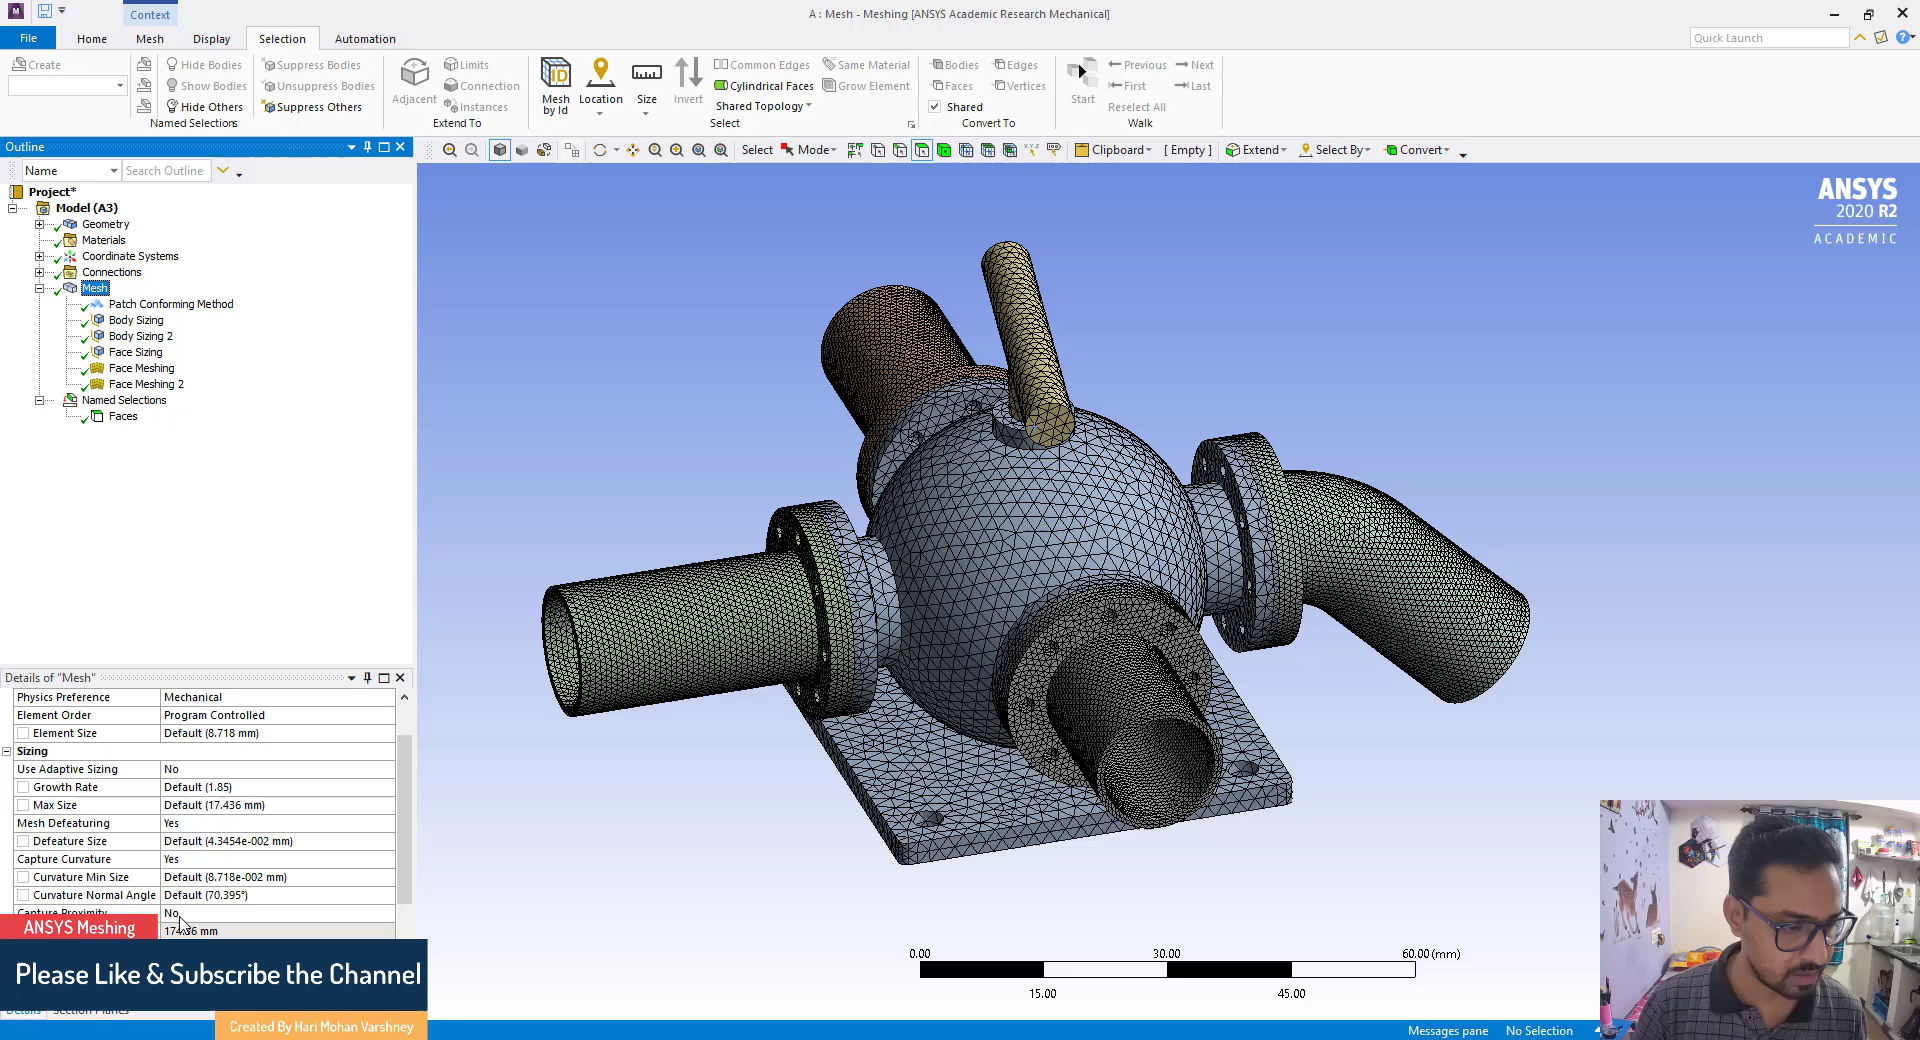 Context
A : Mesh - Meshing [ANSYS Academic Research Mechanical]
File Home Mesh Display Selection Automation
Quick Launch
Create
Hide Bodies
Show Bodies
Hide Others
Suppress Bodies
Unsuppress Bodies
Suppress Others
Named Selections
Adjacent
Limits
Connection
Instances
Extend To
Mesh by Id
Location
Size
Invert
Common Edges
Cylindrical Faces
Shared Topology
Same Material
Grow Element
Select
Bodies
Edges
Faces
Vertices
Shared
Convert To
Start
Previous
Next
First
Last
Reselect All
Walk
Outline
Select Mode Clipboard [ Empty ] Extend Select By Convert
Name Search Outline
Project*
Model (A3)
Geometry
Materials
Coordinate Systems
Connections
Mesh
Patch Conforming Method
Body Sizing
Body Sizing 2
Face Sizing
Face Meshing
Face Meshing 2
Named Selections
Faces
ANSYS
2020 R2
ACADEMIC
Details of "Mesh"
Physics Preference Mechanical
Element Order Program Controlled
Element Size Default (8.718 mm)
Sizing
Use Adaptive Sizing No
Growth Rate Default (1.85)
Max Size Default (17.436 mm)
Mesh Defeaturing Yes
Defeature Size Default (4.3454e-002 mm)
Capture Curvature Yes
Curvature Min Size Default (8.718e-002 mm)
Curvature Normal Angle Default (70.395°)
Capture Proximity No
ANSYS Meshing
Please Like & Subscribe the Channel
Created By Hari Mohan Varshney
0.00 30.00 60.00 (mm)
15.00 45.00
Messages pane No Selection